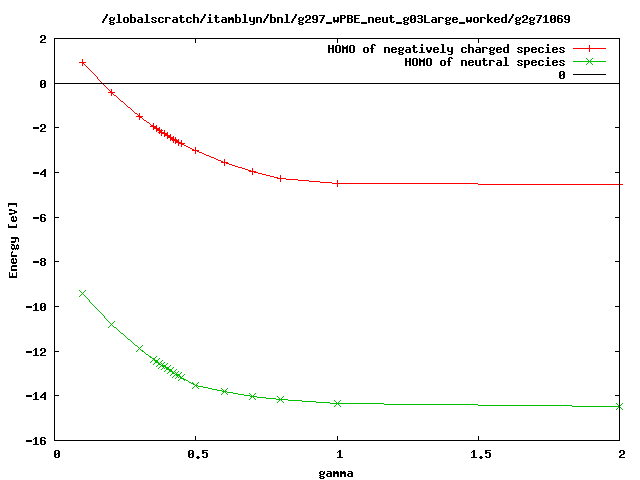 /globalscratch/itamblyn/bnl/g297_wPBE_neut_g03Large_worked/g2g71069
HOMO of negatively charged species
HOMO of neutral species
0
2
0
-2
-4
-6
-8
-10
-12
-14
-16
Energy [eV]
0 0.5 1 1.5 2
gamma